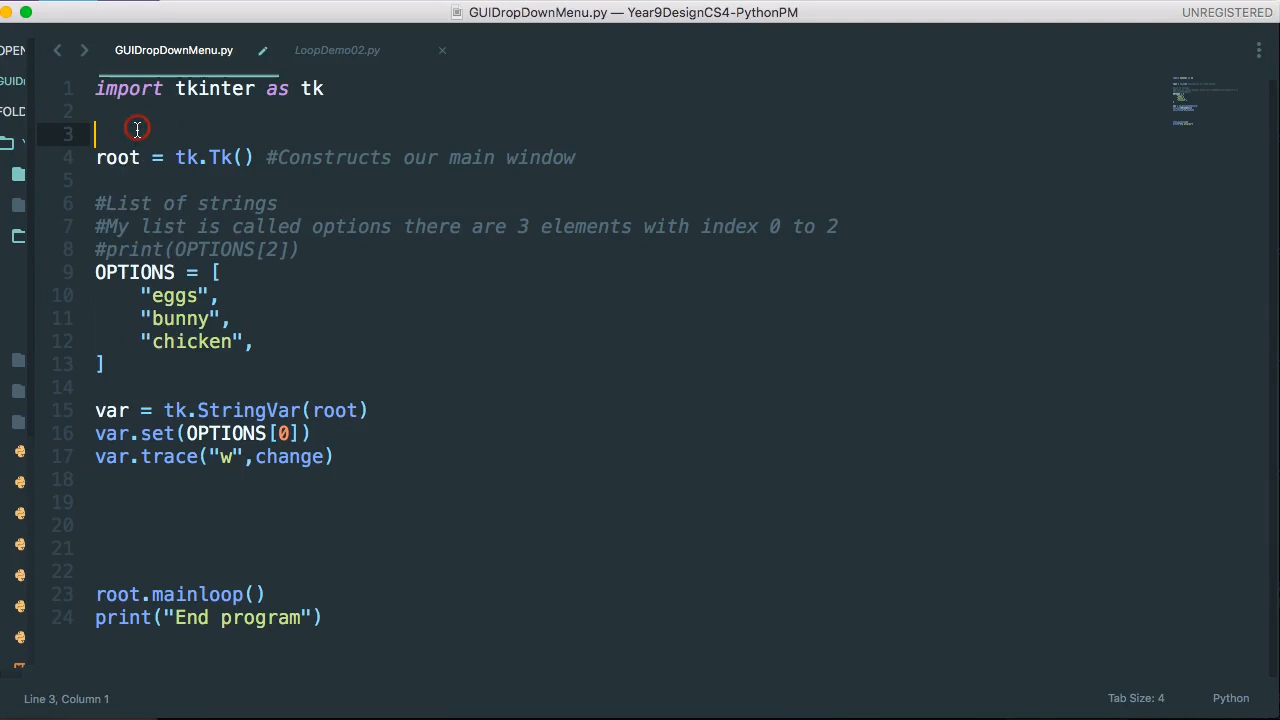 GUIDropDownMenu.py — Year9DesignCS4-PythonPM
UNREGISTERED
OPEN
GUIDropDownMenu.py
LoopDemo02.py
GUIDr
FOLD
1 import tkinter as tk
2
3
4 root = tk.Tk() #Constructs our main window
5
6 #List of strings
7 #My list is called options there are 3 elements with index 0 to 2
8 #print(OPTIONS[2])
9 OPTIONS = [
10 "eggs",
11 "bunny",
12 "chicken",
13 ]
14
15 var = tk.StringVar(root)
16 var.set(OPTIONS[0])
17 var.trace("w",change)
18
19
20
21
22
23 root.mainloop()
24 print("End program")
Line 3, Column 1
Tab Size: 4
Python